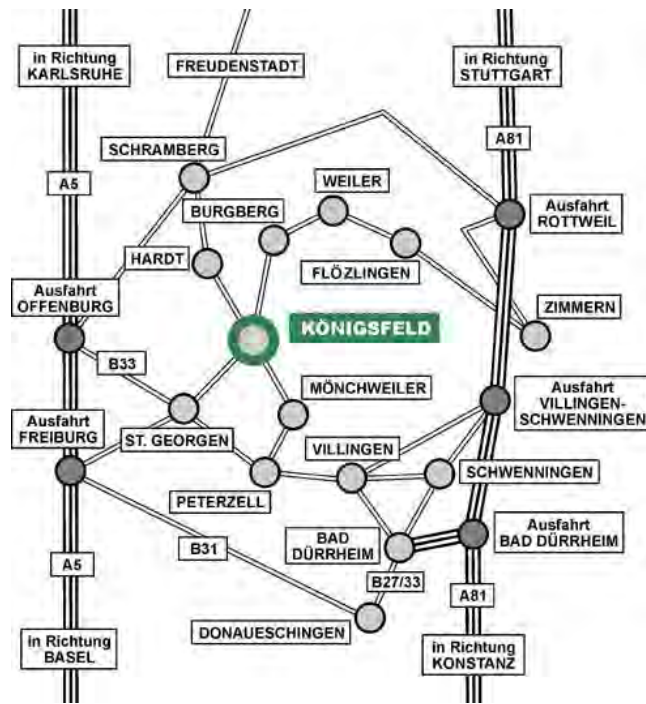 in Richtung
KARLSRUHE
FREUDENSTADT
in Richtung
STUTTGART
SCHRAMBERG
A81
WEILER
A5
BURGBERG
Ausfahrt
ROTTWEIL
HARDT
FLÖZLINGEN
Ausfahrt
OFFENBURG
ZIMMERN
KÖNIGSFELD
B33
MÖNCHWEILER
Ausfahrt
VILLINGEN-
SCHWENNINGEN
Ausfahrt
FREIBURG
ST. GEORGEN
VILLINGEN
SCHWENNINGEN
PETERZELL
BAD
DÜRRHEIM
Ausfahrt
BAD DÜRRHEIM
B31
A5
B27/33
A81
DONAUESCHINGEN
in Richtung
BASEL
in Richtung
KONSTANZ